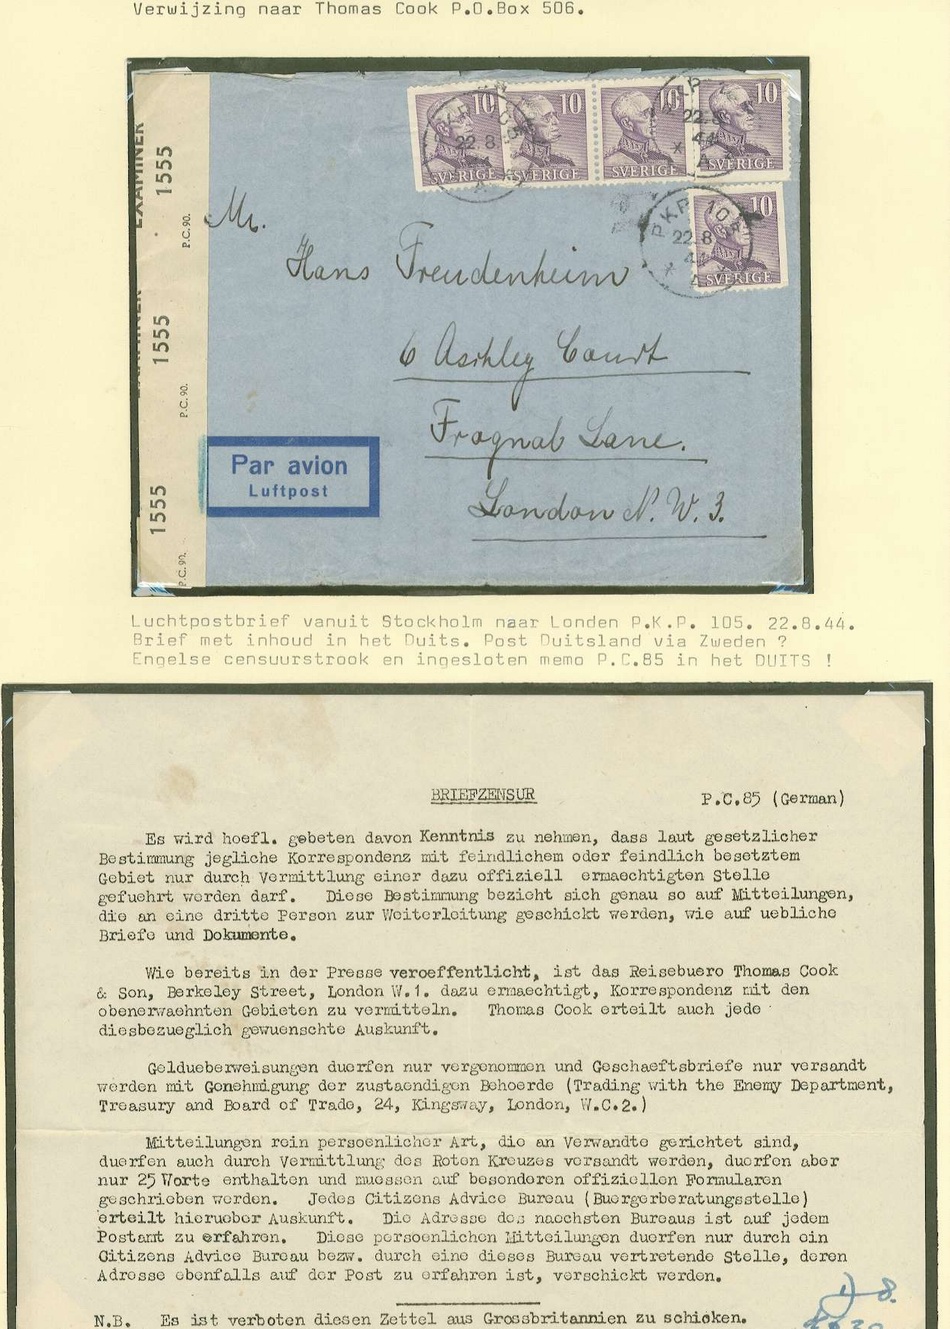 Verwijzing naar Thomas Cook P.O.Box 506.
EXAMINER
1555
P.C.90.
1555
P.C.90.
1555
P.C.90.
10
10
10
10
SVERIGE
SVERIGE
SVERIGE
SVERIGE
10
SVERIGE
22.8
44
A
PKP 10
22.8
44
A
Mr.
Hans Freudenheim
6 Aschley Court
Frognal Lane.
London N.W.3.
Par avion
Luftpost
Luchtpostbrief vanuit Stockholm naar Londen P.K.P. 105. 22.8.44.
Brief met inhoud in het Duits. Post Duitsland via Zweden ?
Engelse censuurstrook en ingesloten memo P.C.85 in het DUITS !
BRIEFZENSUR P.C.85 (German)
Es wird hoefl. gebeten davon Kenntnis zu nehmen, dass laut gesetzlicher
Bestimmung jegliche Korrespondenz mit feindlichem oder feindlich besetztem
Gebiet nur durch Vermittlung einer dazu offiziell ermaechtigten Stelle
gefuehrt werden darf. Diese Bestimmung bezieht sich genau so auf Mitteilungen,
die an eine dritte Person zur Weiterleitung geschickt werden, wie auf uebliche
Briefe und Dokumente.
Wie bereits in der Presse veroeffentlicht, ist das Reisebuero Thomas Cook
& Son, Berkeley Street, London W.1. dazu ermaechtigt, Korrespondenz mit den
obenerwaehnten Gebieten zu vermitteln. Thomas Cook erteilt auch jede
diesbezueglich gewuenschte Auskunft.
Geldueberweisungen duerfen nur vorgenommen und Geschaeftsbriefe nur versandt
werden mit Genehmigung der zustaendigen Behoerde (Trading with the Enemy Department,
Treasury and Board of Trade, 24, Kingsway, London, W.C.2.)
Mitteilungen rein persoenlicher Art, die an Verwandte gerichtet sind,
duerfen auch durch Vermittlung des Roten Kreuzes versandt werden, duerfen aber
nur 25 Worte enthalten und muessen auf besonderen offiziellen Formularen
geschrieben werden. Jedes Citizens Advice Bureau (Buergerberatungsstelle)
erteilt hierueber Auskunft. Die Adresse des naechsten Bureaus ist auf jedem
Postamt zu erfahren. Diese persoenlichen Mitteilungen duerfen nur durch ein
Citizens Advice Bureau bezw. durch eine dieses Bureau vertretende Stelle, deren
Adresse ebenfalls auf der Post zu erfahren ist, verschickt werden.
N.B. Es ist verboten diesen Zettel aus Grossbritannien zu schicken.